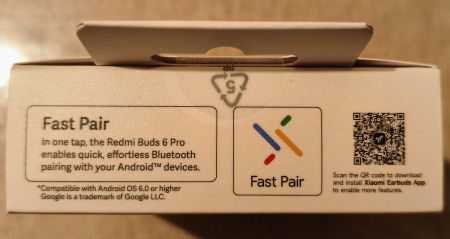 PP
5
Fast Pair
in one tap, the Redmi Buds 6 Pro
enables quick, effortless Bluetooth
pairing with your Android™ devices.
*Compatible with Android OS 6.0 or higher
Google is a trademark of Google LLC.
Fast Pair
Scan the QR code to download
and install Xiaomi Earbuds App
to enable more features.